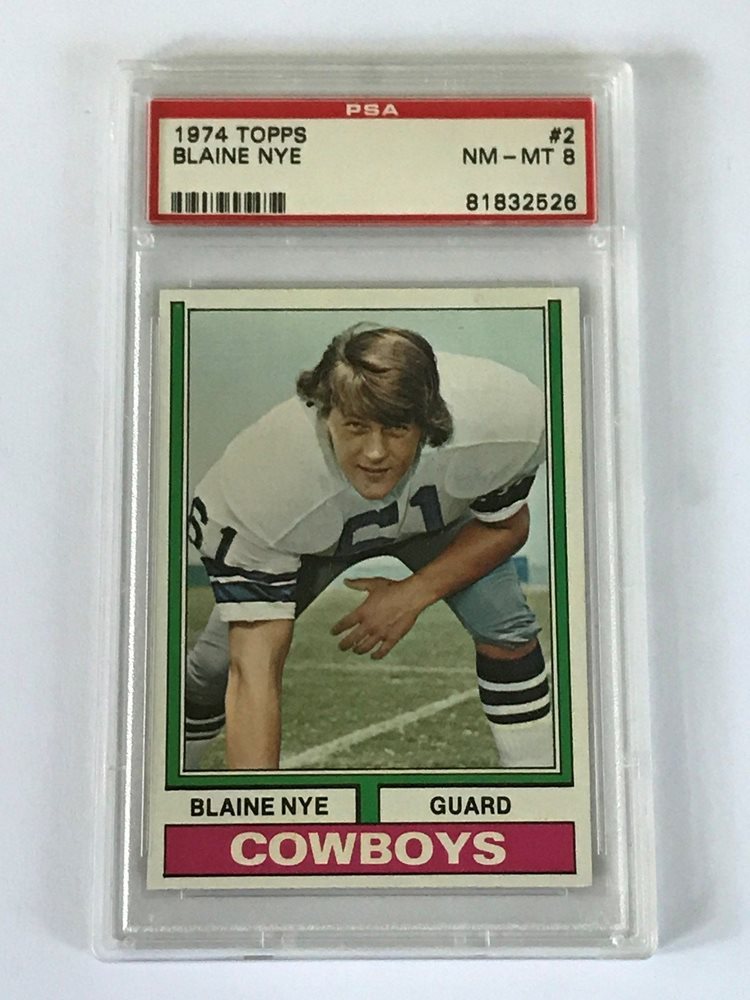 PSA
1974 TOPPS #2
BLAINE NYE NM - MT 8
81832526
61 61
BLAINE NYE GUARD
COWBOYS